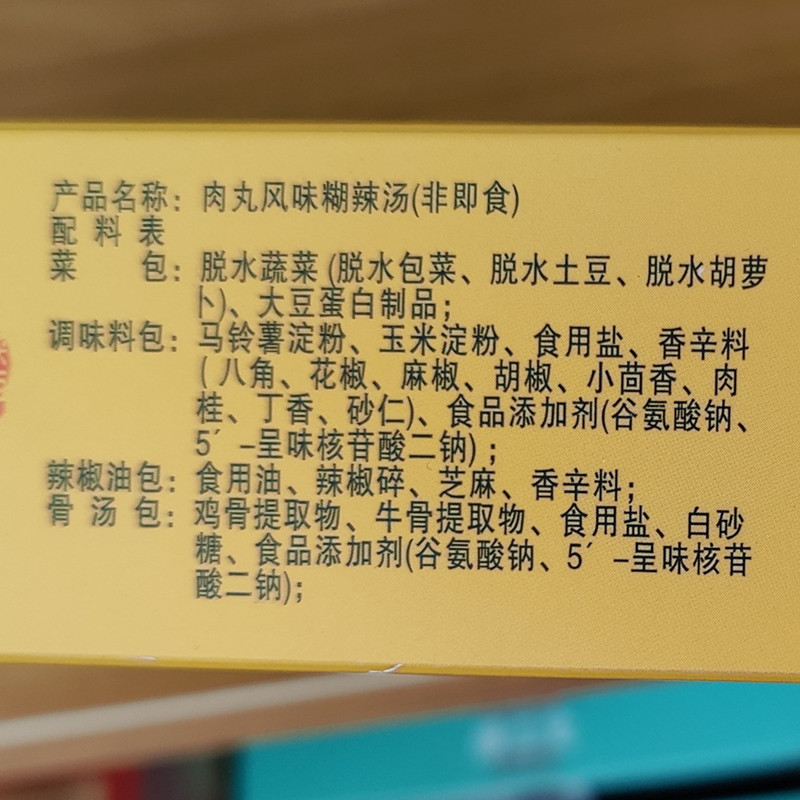 产品名称：肉丸风味糊辣汤(非即食)
配 料 表
菜 包：脱水蔬菜(脱水包菜、脱水土豆、脱水胡萝
卜)、大豆蛋白制品；
调味料包：马铃薯淀粉、玉米淀粉、食用盐、香辛料
(八角、花椒、麻椒、胡椒、小茴香、肉
桂、丁香、砂仁)、食品添加剂(谷氨酸钠、
5′-呈味核苷酸二钠)；
辣椒油包：食用油、辣椒碎、芝麻、香辛料；
骨 汤 包：鸡骨提取物、牛骨提取物、食用盐、白砂
糖、食品添加剂(谷氨酸钠、5′-呈味核苷
酸二钠)；